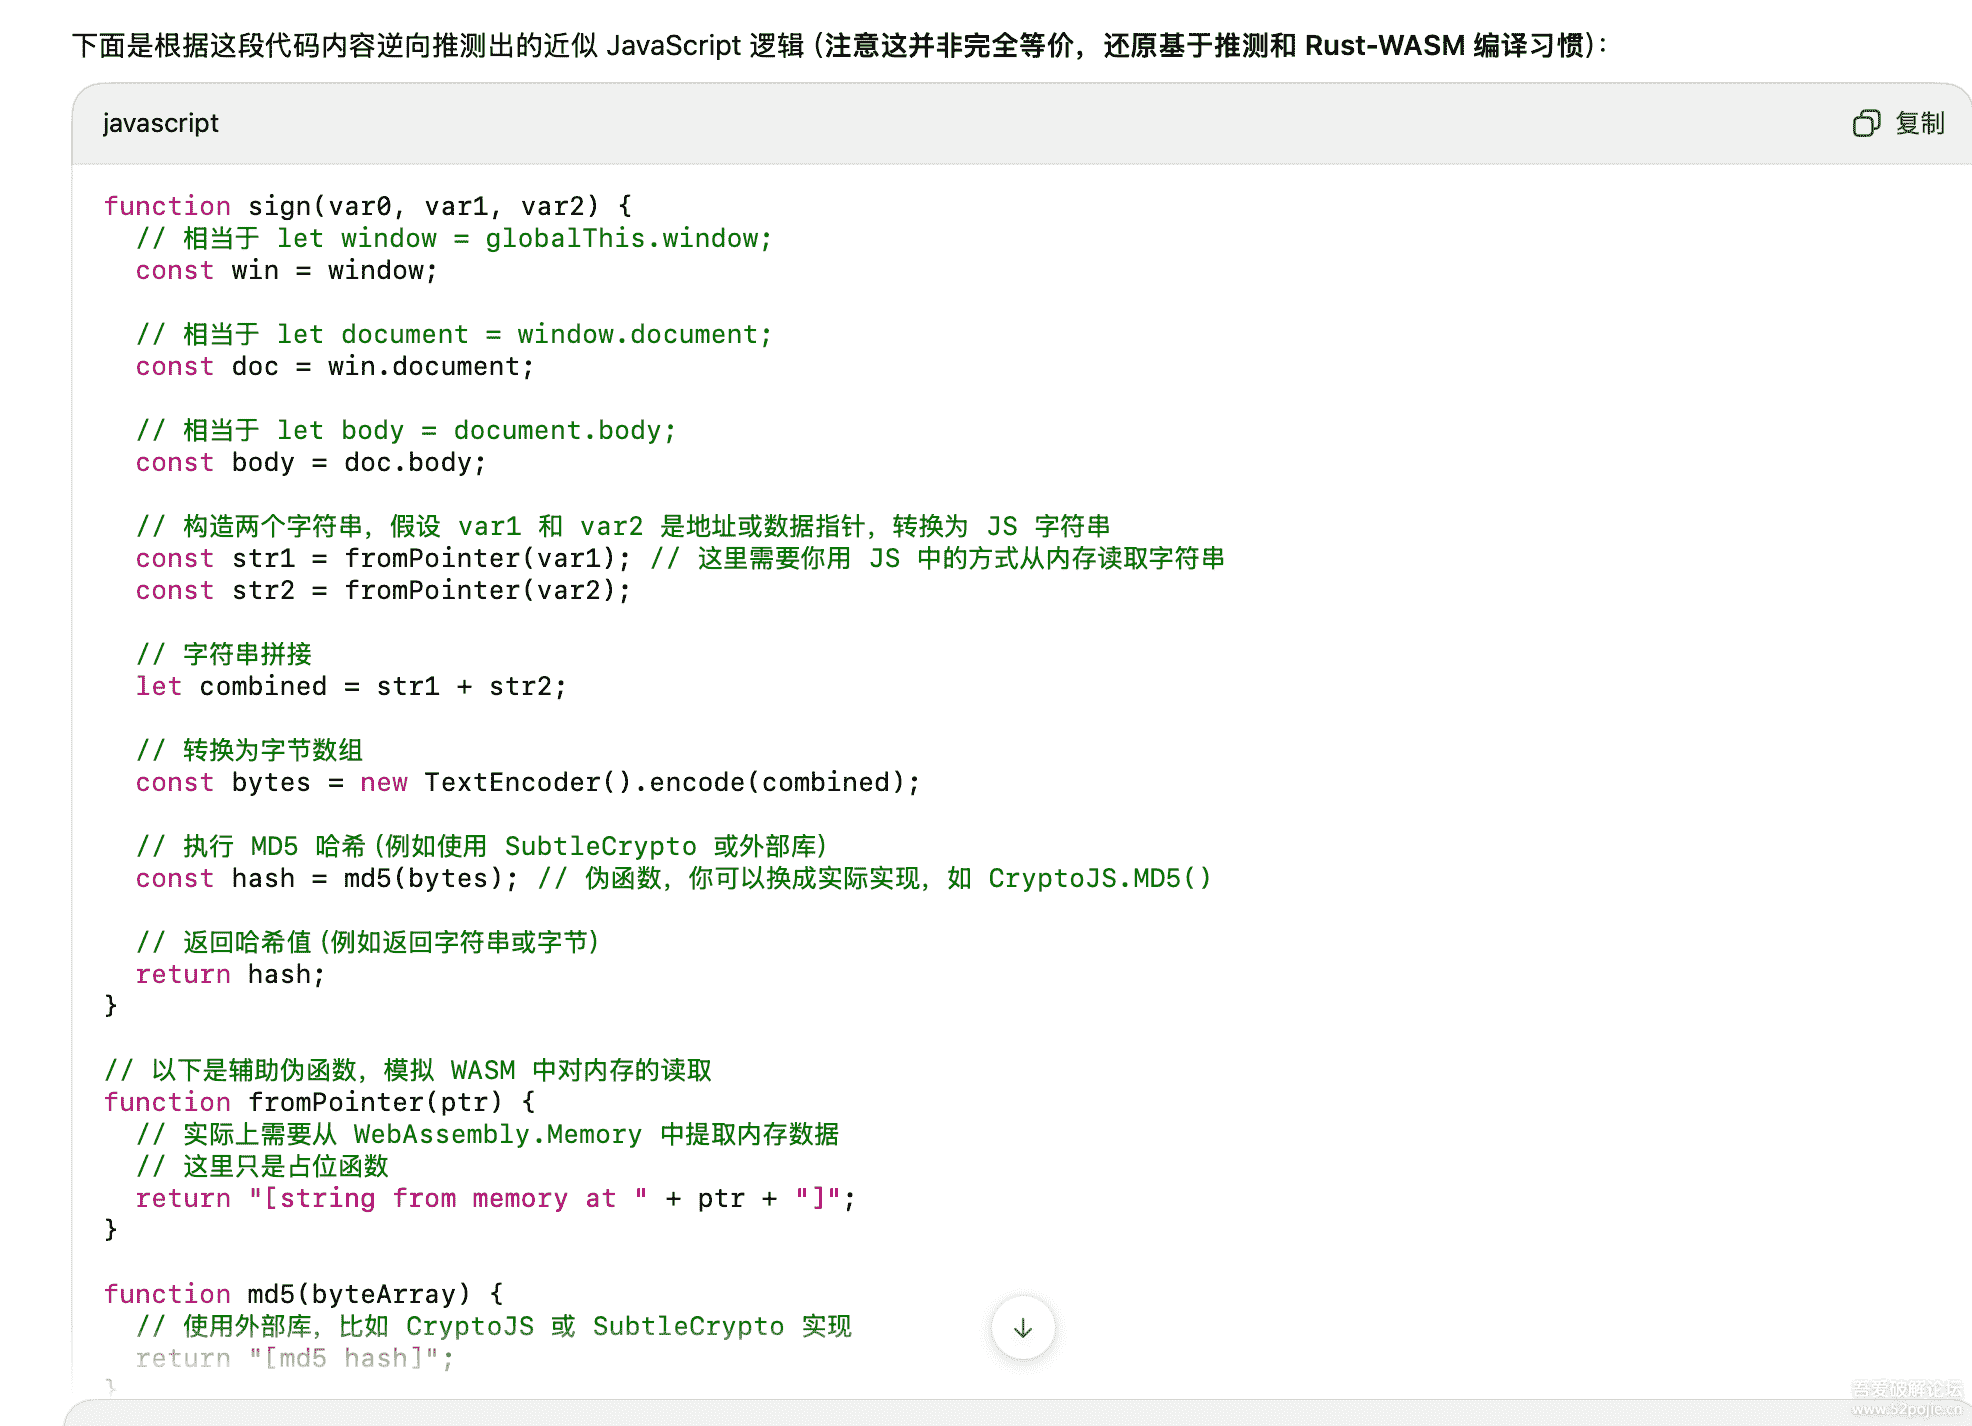 下面是根据这段代码内容逆向推测出的近似 JavaScript 逻辑（注意这并非完全等价，还原基于推测和 Rust-WASM 编译习惯）：
javascript
复制
function sign(var0, var1, var2) {
  // 相当于 let window = globalThis.window;
  const win = window;

  // 相当于 let document = window.document;
  const doc = win.document;

  // 相当于 let body = document.body;
  const body = doc.body;

  // 构造两个字符串，假设 var1 和 var2 是地址或数据指针，转换为 JS 字符串
  const str1 = fromPointer(var1); // 这里需要你用 JS 中的方式从内存读取字符串
  const str2 = fromPointer(var2);

  // 字符串拼接
  let combined = str1 + str2;

  // 转换为字节数组
  const bytes = new TextEncoder().encode(combined);

  // 执行 MD5 哈希（例如使用 SubtleCrypto 或外部库）
  const hash = md5(bytes); // 伪函数，你可以换成实际实现，如 CryptoJS.MD5()

  // 返回哈希值（例如返回字符串或字节）
  return hash;
}

// 以下是辅助伪函数，模拟 WASM 中对内存的读取
function fromPointer(ptr) {
  // 实际上需要从 WebAssembly.Memory 中提取内存数据
  // 这里只是占位函数
  return "[string from memory at " + ptr + "]";
}

function md5(byteArray) {
  // 使用外部库，比如 CryptoJS 或 SubtleCrypto 实现
  return "[md5 hash]";
}
吾爱破解论坛
www.52pojie.cn